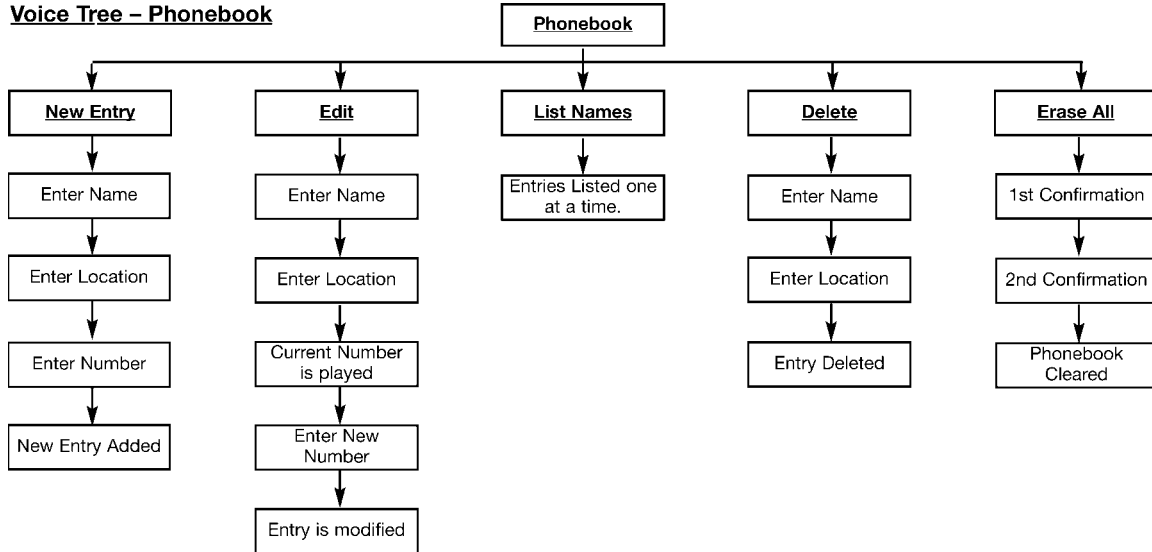 Voice Tree – Phonebook
Phonebook
New Entry
Edit
List Names
Delete
Erase All
Enter Name
Enter Name
Entries Listed one
at a time.
Enter Name
1st Confirmation
Enter Location
Enter Location
Enter Location
2nd Confirmation
Enter Number
Current Number
is played
Entry Deleted
Phonebook
Cleared
New Entry Added
Enter New
Number
Entry is modified